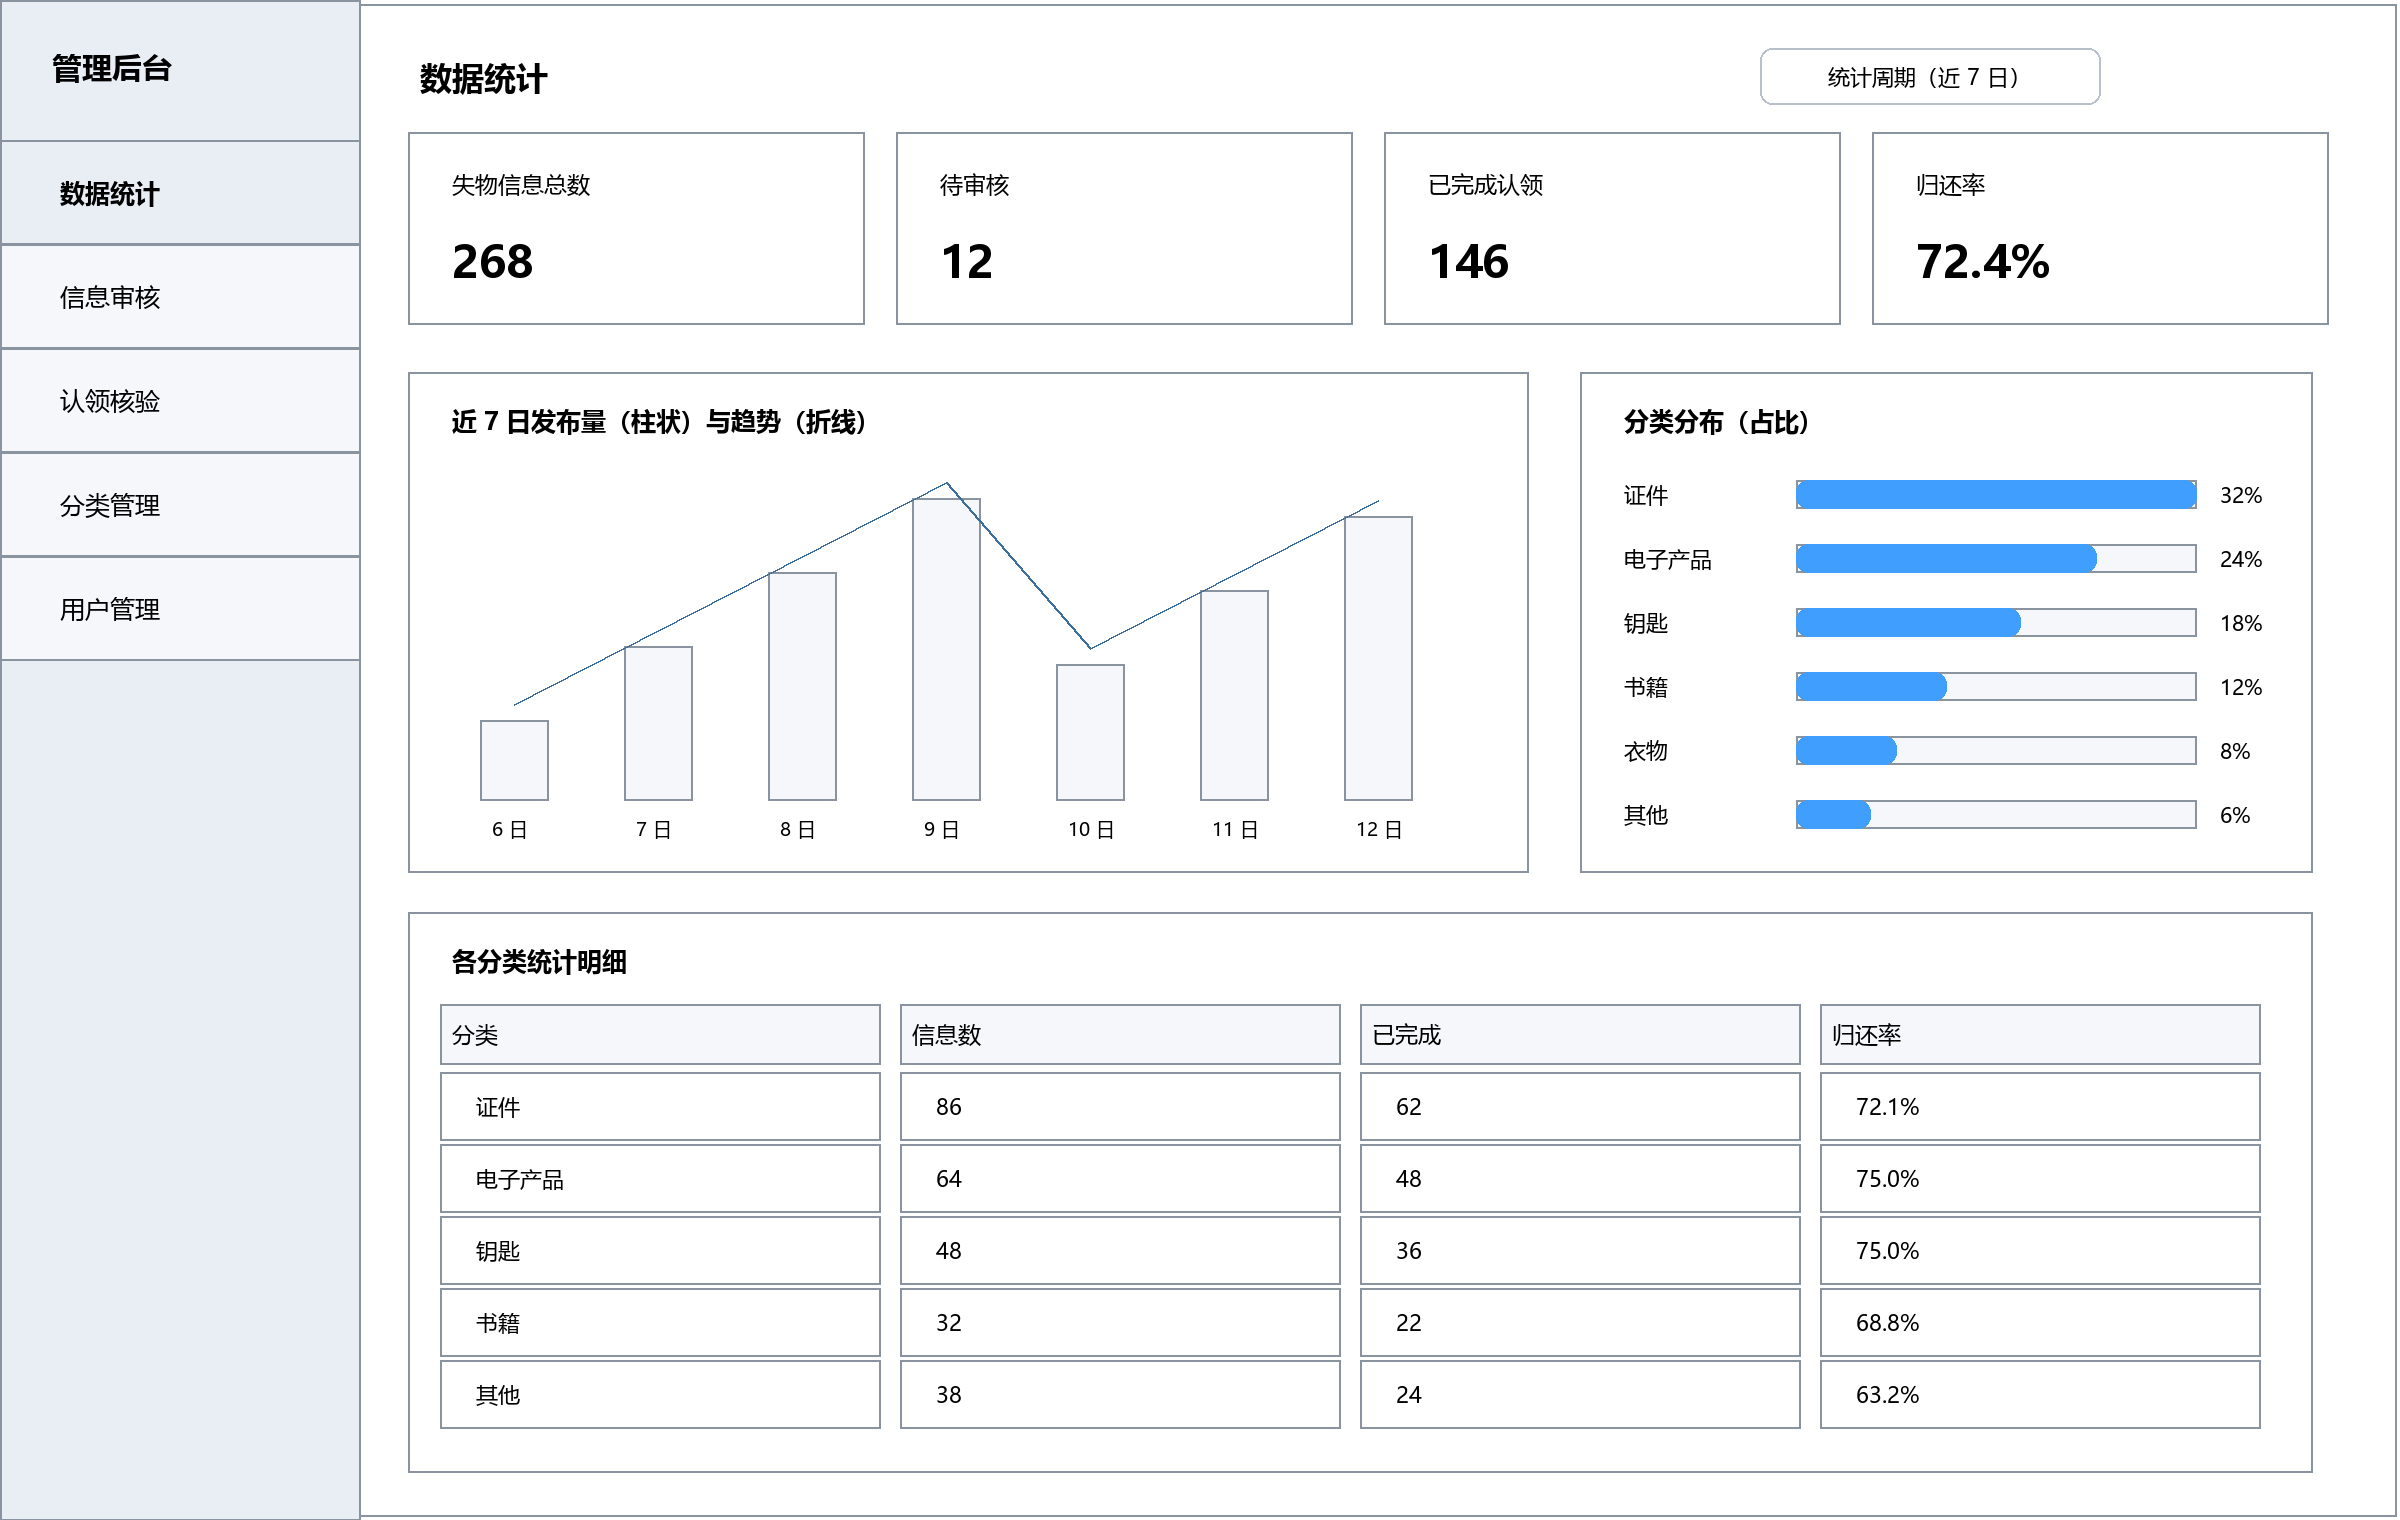 管理后台
数据统计
信息审核
认领核验
分类管理
用户管理
数据统计
统计周期（近 7 日）
失物信息总数
268
待审核
12
已完成认领
146
归还率
72.4%
近 7 日发布量（柱状）与趋势（折线）
6 日
7 日
8 日
9 日
10 日
11 日
12 日
分类分布（占比）
证件 32%
电子产品 24%
钥匙 18%
书籍 12%
衣物 8%
其他 6%
各分类统计明细
分类 信息数 已完成 归还率
证件 86 62 72.1%
电子产品 64 48 75.0%
钥匙 48 36 75.0%
书籍 32 22 68.8%
其他 38 24 63.2%